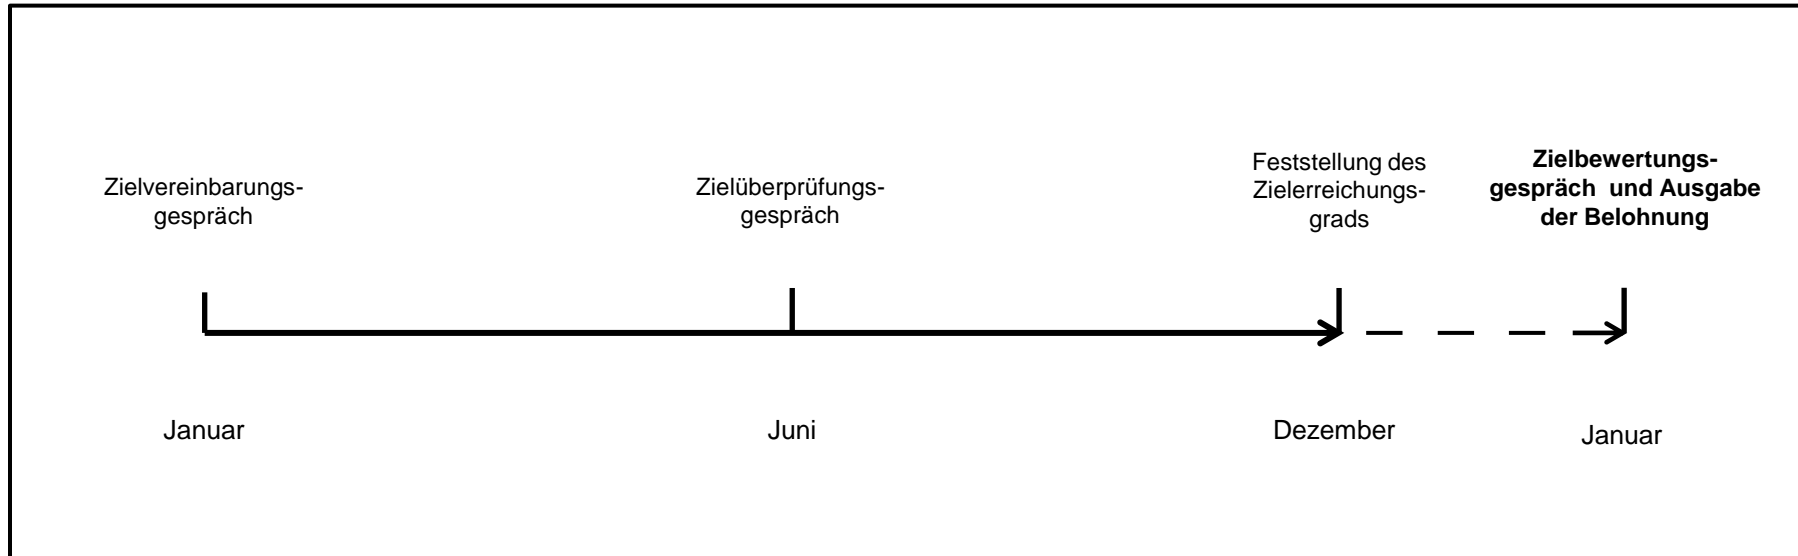 Zielvereinbarungs-
gespräch
Zielüberprüfungs-
gespräch
Feststellung des
Zielerreichungs-
grads
Zielbewertungs-
gespräch  und Ausgabe
der Belohnung
Januar
Juni
Dezember
Januar